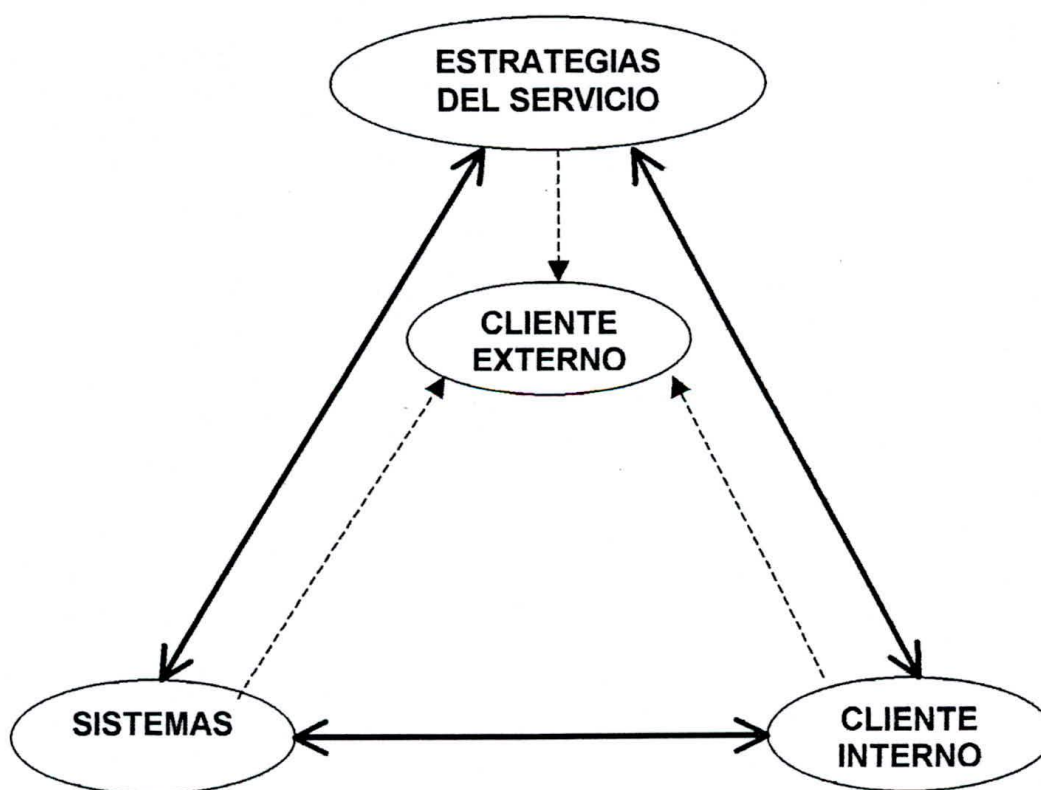 ESTRATEGIAS
DEL SERVICIO
CLIENTE
EXTERNO
SISTEMAS
CLIENTE
INTERNO